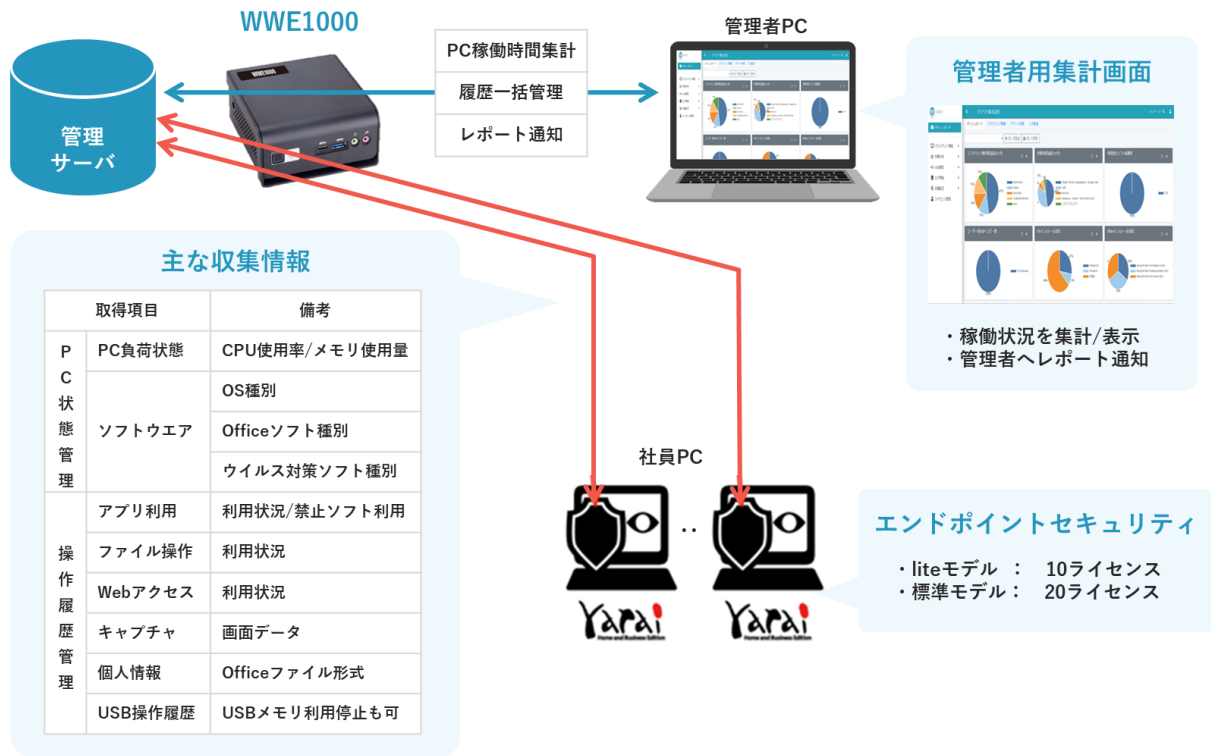 WWE1000
管理
サーバ
WWE1000
PC稼働時間集計
履歴一括管理
レポート通知
管理者PC
管理者用集計画面
・稼働状況を集計/表示
・管理者へレポート通知
主な収集情報
取得項目 備考
PC状態管理
PC負荷状態 CPU使用率/メモリ使用量
ソフトウエア
OS種別
Officeソフト種別
ウイルス対策ソフト種別
操作履歴管理
アプリ利用 利用状況/禁止ソフト利用
ファイル操作 利用状況
Webアクセス 利用状況
キャプチャ 画面データ
個人情報 Officeファイル形式
USB操作履歴 USBメモリ利用停止も可
社員PC
‥
Yarai
Home and Business Edition
Yarai
Home and Business Edition
エンドポイントセキュリティ
・liteモデル ： 10ライセンス
・標準モデル： 20ライセンス